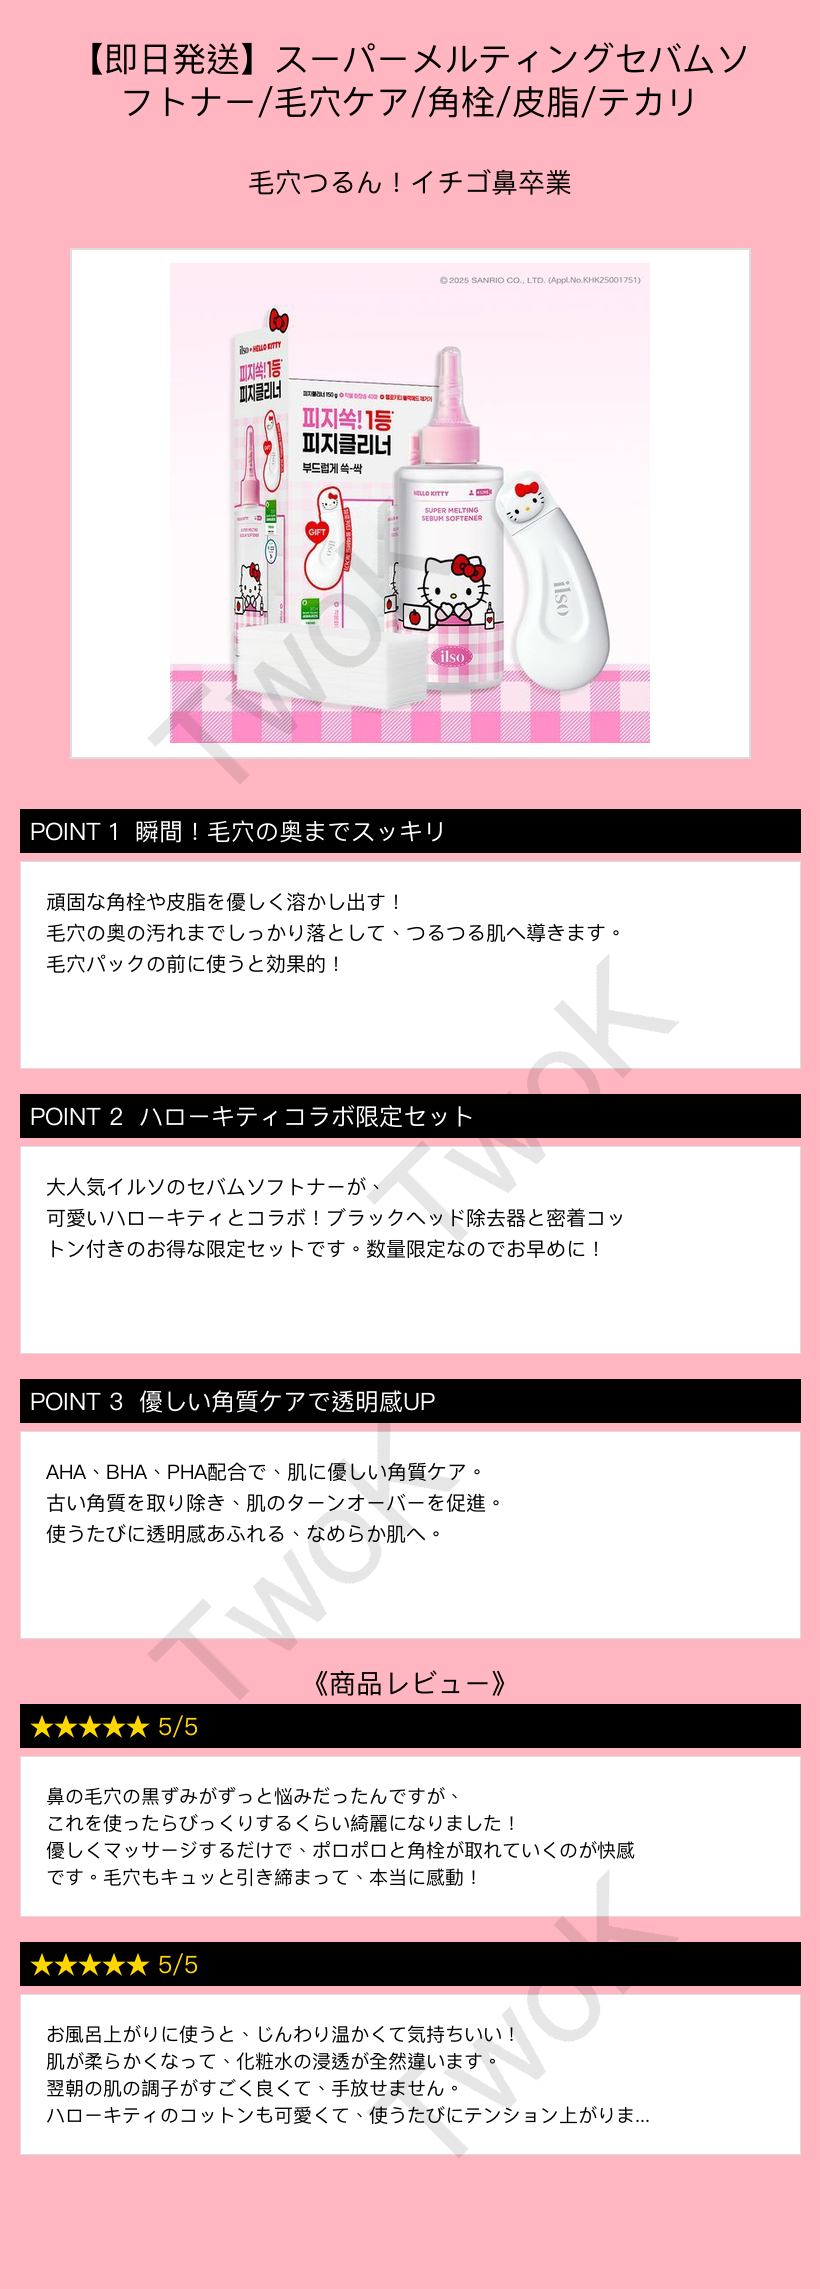 【即日発送】スーパーメルティングセバムソ
フトナー/毛穴ケア/角栓/皮脂/テカリ
毛穴つるん！イチゴ鼻卒業
© 2025 SANRIO CO., LTD. (Appl.No.KHK25001751)
ilso × HELLO KITTY
피지쏙! 1등
피지클리너
피지쏙! 1등
피지클리너
부드럽게 쓱-싹
GIFT
GIFT
ilso
HELLO KITTY
SUPER MELTING
SEBUM SOFTENER
ilso
ilso
POINT 1 瞬間！毛穴の奥までスッキリ
頑固な角栓や皮脂を優しく溶かし出す！
毛穴の奥の汚れまでしっかり落として、つるつる肌へ導きます。
毛穴パックの前に使うと効果的！
POINT 2 ハローキティコラボ限定セット
大人気イルソのセバムソフトナーが、
可愛いハローキティとコラボ！ブラックヘッド除去器と密着コッ
トン付きのお得な限定セットです。数量限定なのでお早めに！
POINT 3 優しい角質ケアで透明感UP
AHA、BHA、PHA配合で、肌に優しい角質ケア。
古い角質を取り除き、肌のターンオーバーを促進。
使うたびに透明感あふれる、なめらか肌へ。
《商品レビュー》
★★★★★ 5/5
鼻の毛穴の黒ずみがずっと悩みだったんですが、
これを使ったらびっくりするくらい綺麗になりました！
優しくマッサージするだけで、ポロポロと角栓が取れていくのが快感
です。毛穴もキュッと引き締まって、本当に感動！
★★★★★ 5/5
お風呂上がりに使うと、じんわり温かくて気持ちいい！
肌が柔らかくなって、化粧水の浸透が全然違います。
翌朝の肌の調子がすごく良くて、手放せません。
ハローキティのコットンも可愛くて、使うたびにテンション上がりま...
TwoK
TwoK
TwoK
TwoK